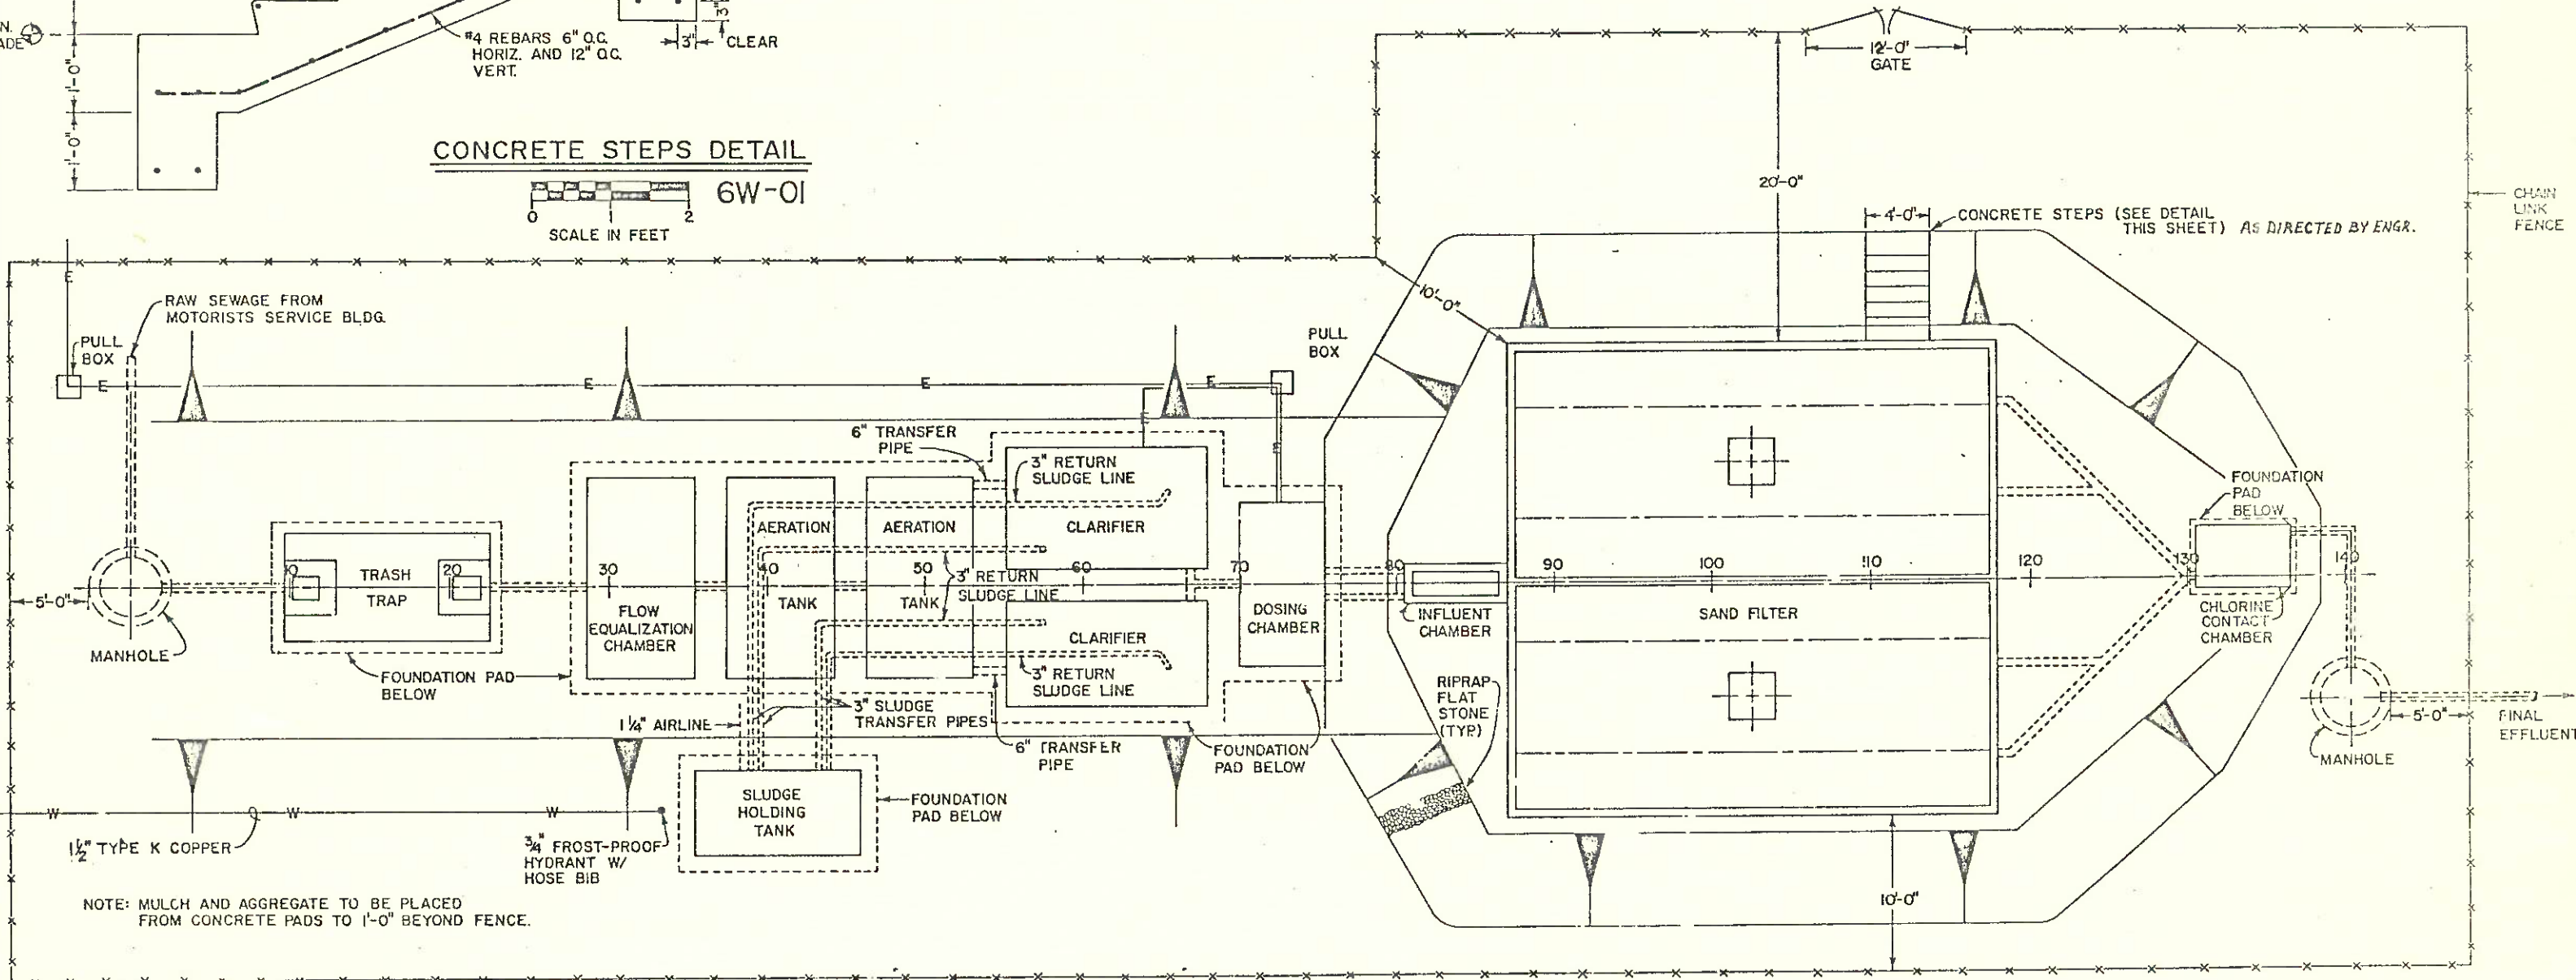 N.
ADE
1'-0"
1'-0"
#4 REBARS 6" O.C.
HORIZ. AND 12" O.C.
VERT.
3"
3"
CLEAR
CONCRETE STEPS DETAIL
6W-01
0
2
SCALE IN FEET
12'-0"
GATE
20'-0"
4'-0"
CONCRETE STEPS (SEE DETAIL
THIS SHEET) AS DIRECTED BY ENGR.
CHAIN
LINK
FENCE
E
RAW SEWAGE FROM
MOTORISTS SERVICE BLDG.
PULL
BOX
E
E
E
E
E
E
PULL
BOX
10'-0"
6" TRANSFER
PIPE
3" RETURN
SLUDGE LINE
AERATION
AERATION
CLARIFIER
FOUNDATION
PAD
BELOW
TRASH
TRAP
20
30
40
50
60
70
80
90
100
110
120
130
140
3" RETURN
SLUDGE LINE
5'-0"
MANHOLE
FLOW
EQUALIZATION
CHAMBER
TANK
TANK
CLARIFIER
DOSING
CHAMBER
INFLUENT
CHAMBER
SAND FILTER
CHLORINE
CONTACT
CHAMBER
FOUNDATION PAD
BELOW
3" RETURN
SLUDGE LINE
RIPRAP
FLAT
STONE
(TYP)
1 1/4" AIRLINE
3" SLUDGE
TRANSFER PIPES
6" TRANSFER
PIPE
FOUNDATION
PAD BELOW
5'-0"
FINAL
EFFLUENT
MANHOLE
SLUDGE
HOLDING
TANK
FOUNDATION
PAD BELOW
W
W
W
1 1/2" TYPE K COPPER
3/4" FROST-PROOF
HYDRANT W/
HOSE BIB
10'-0"
NOTE: MULCH AND AGGREGATE TO BE PLACED
FROM CONCRETE PADS TO 1'-0" BEYOND FENCE.